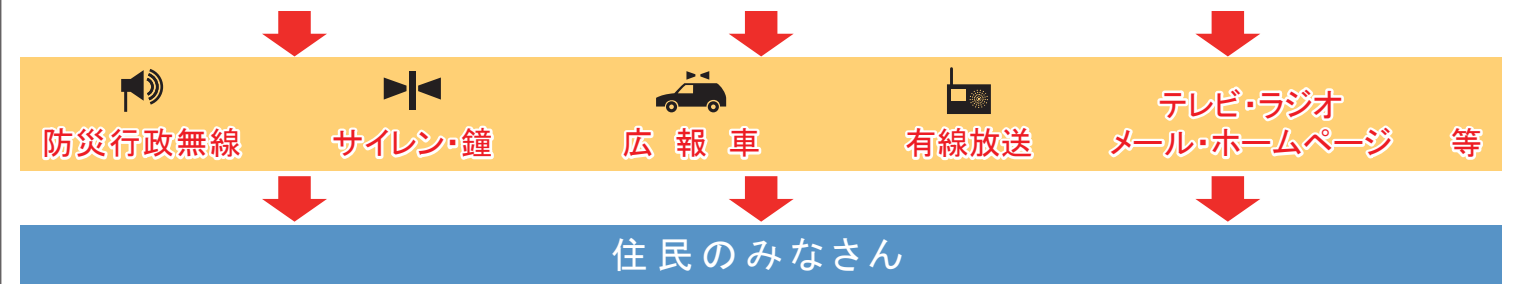 テレビ・ラジオ
防災行政無線 サイレン・鐘 広報車 有線放送 メール・ホームページ 等
住民のみなさん